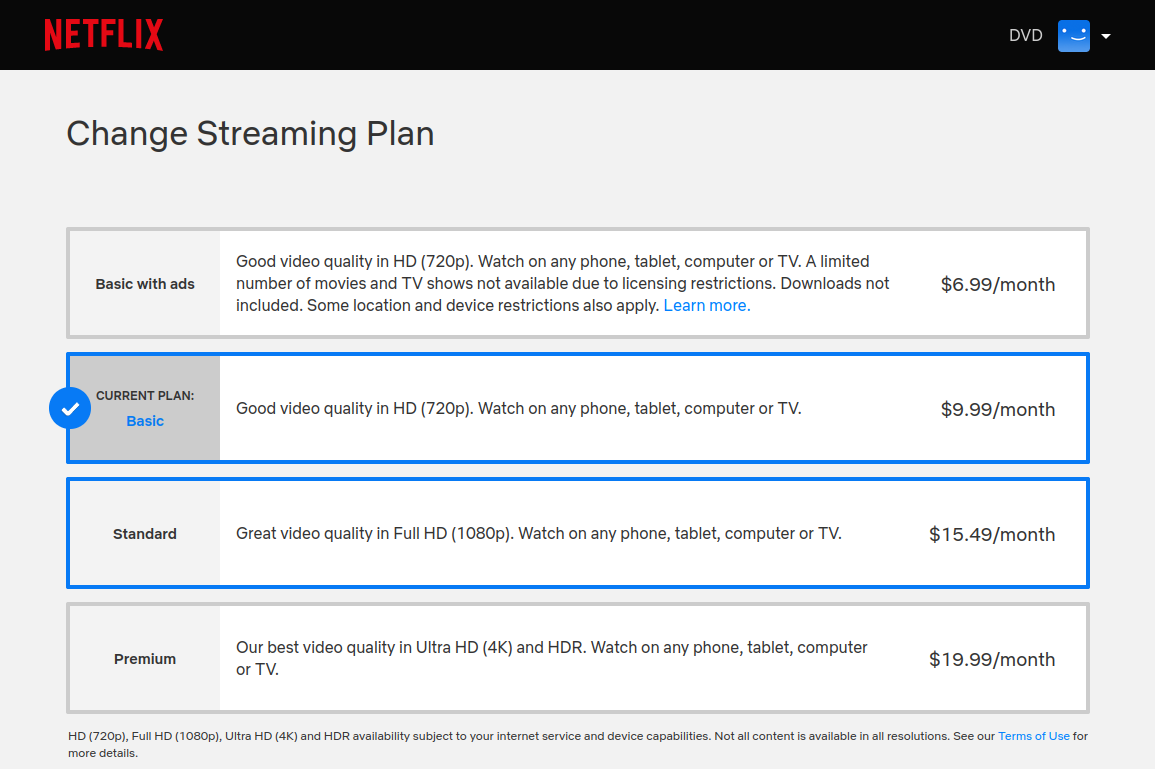 NETFLIX
DVD
Change Streaming Plan
Basic with ads
Good video quality in HD (720p). Watch on any phone, tablet, computer or TV. A limited
number of movies and TV shows not available due to licensing restrictions. Downloads not
included. Some location and device restrictions also apply. Learn more.
$6.99/month
CURRENT PLAN:
Basic
Good video quality in HD (720p). Watch on any phone, tablet, computer or TV.
$9.99/month
Standard
Great video quality in Full HD (1080p). Watch on any phone, tablet, computer or TV.
$15.49/month
Premium
Our best video quality in Ultra HD (4K) and HDR. Watch on any phone, tablet, computer
or TV.
$19.99/month
HD (720p), Full HD (1080p), Ultra HD (4K) and HDR availability subject to your internet service and device capabilities. Not all content is available in all resolutions. See our Terms of Use for
more details.